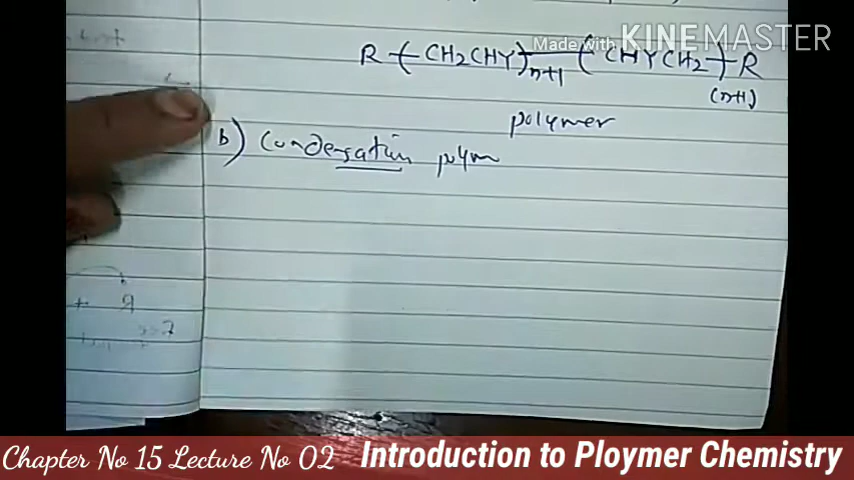 Made with KINEMASTER
R-(CH2CHY)n+1-(CHYCH2)-R
(n+1)
polymer
b) Condensation polym
Chapter No 15 Lecture No 02 Introduction to Ploymer Chemistry